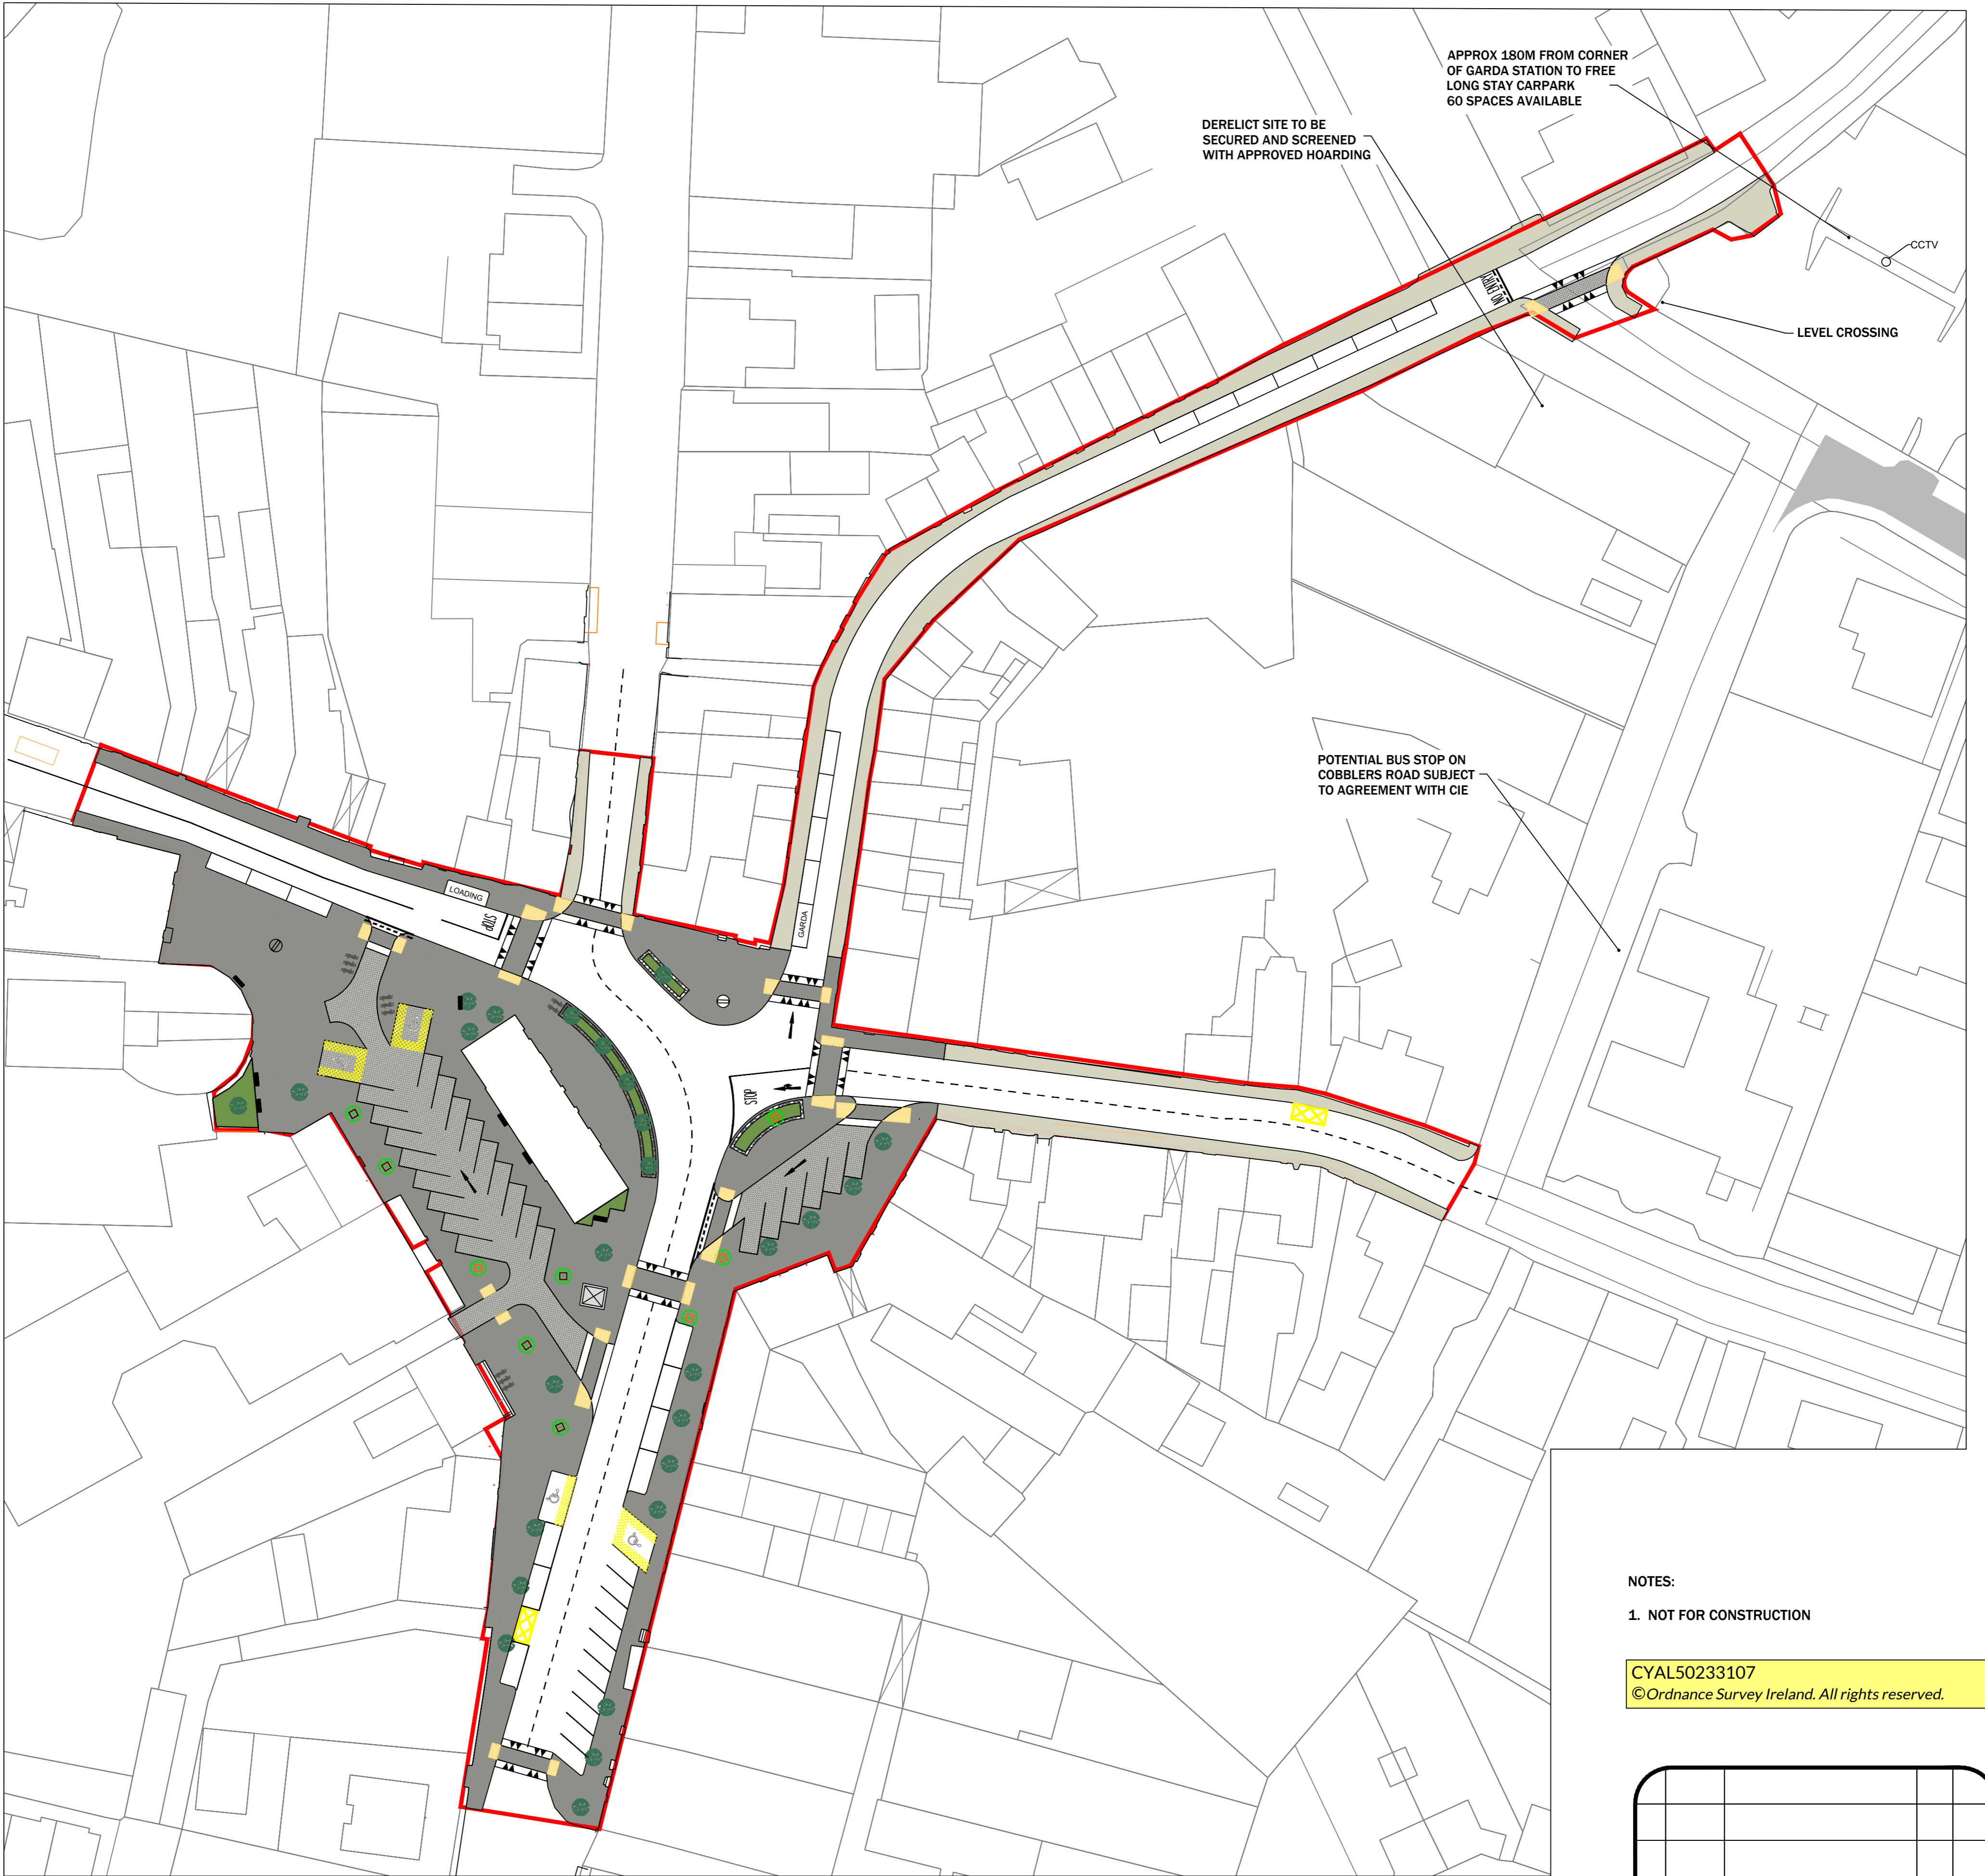 APPROX 180M FROM CORNER
OF GARDA STATION TO FREE
LONG STAY CARPARK
60 SPACES AVAILABLE
DERELICT SITE TO BE
SECURED AND SCREENED
WITH APPROVED HOARDING
CCTV
NO ENTRY
LEVEL CROSSING
POTENTIAL BUS STOP ON
COBBLERS ROAD SUBJECT
TO AGREEMENT WITH CIE
LOADING
STOP
GARDA
STOP
NOTES:
1. NOT FOR CONSTRUCTION
CYAL50233107
©Ordnance Survey Ireland. All rights reserved.